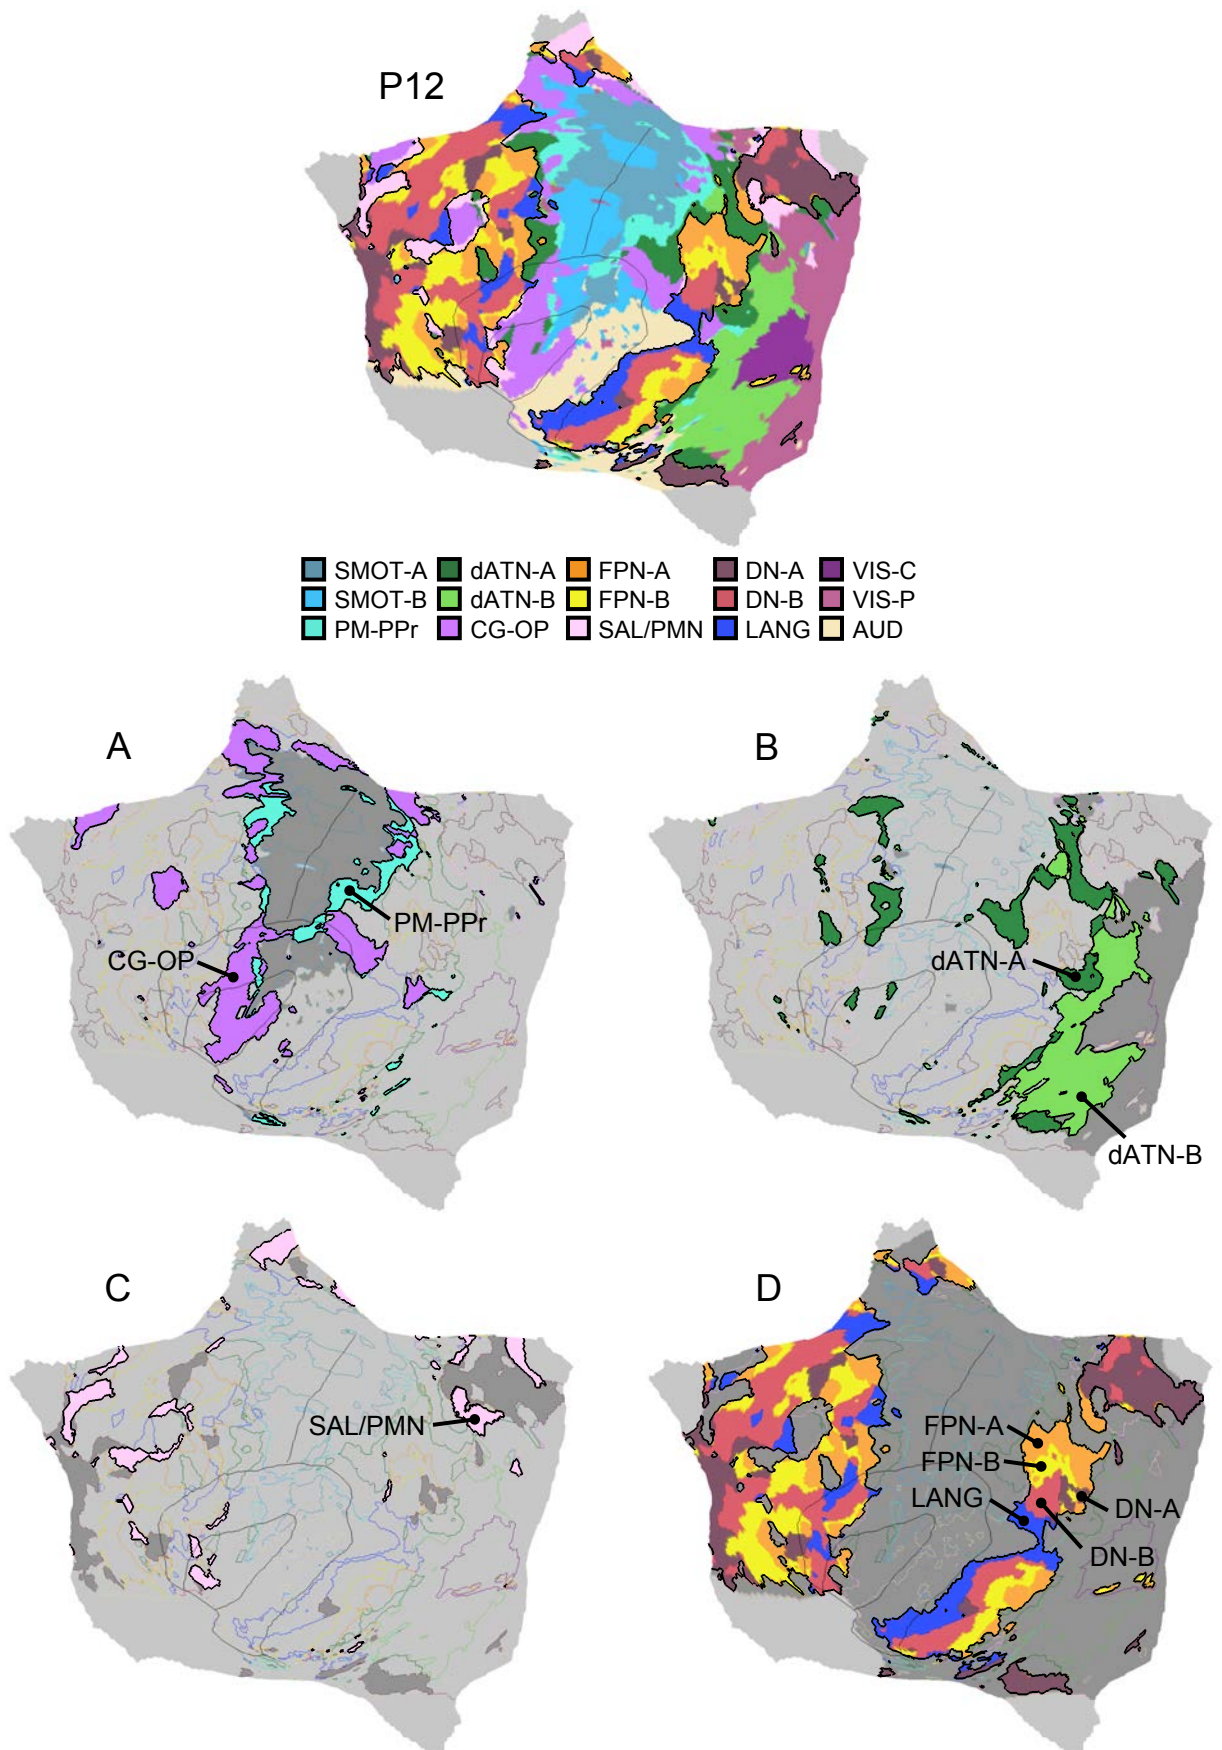 P12
SMOT-A dATN-A FPN-A DN-A VIS-C
SMOT-B dATN-B FPN-B DN-B VIS-P
PM-PPr CG-OP SAL/PMN LANG AUD
A
PM-PPr
CG-OP
B
dATN-A
dATN-B
C
SAL/PMN
D
FPN-A
FPN-B
LANG
DN-A
DN-B